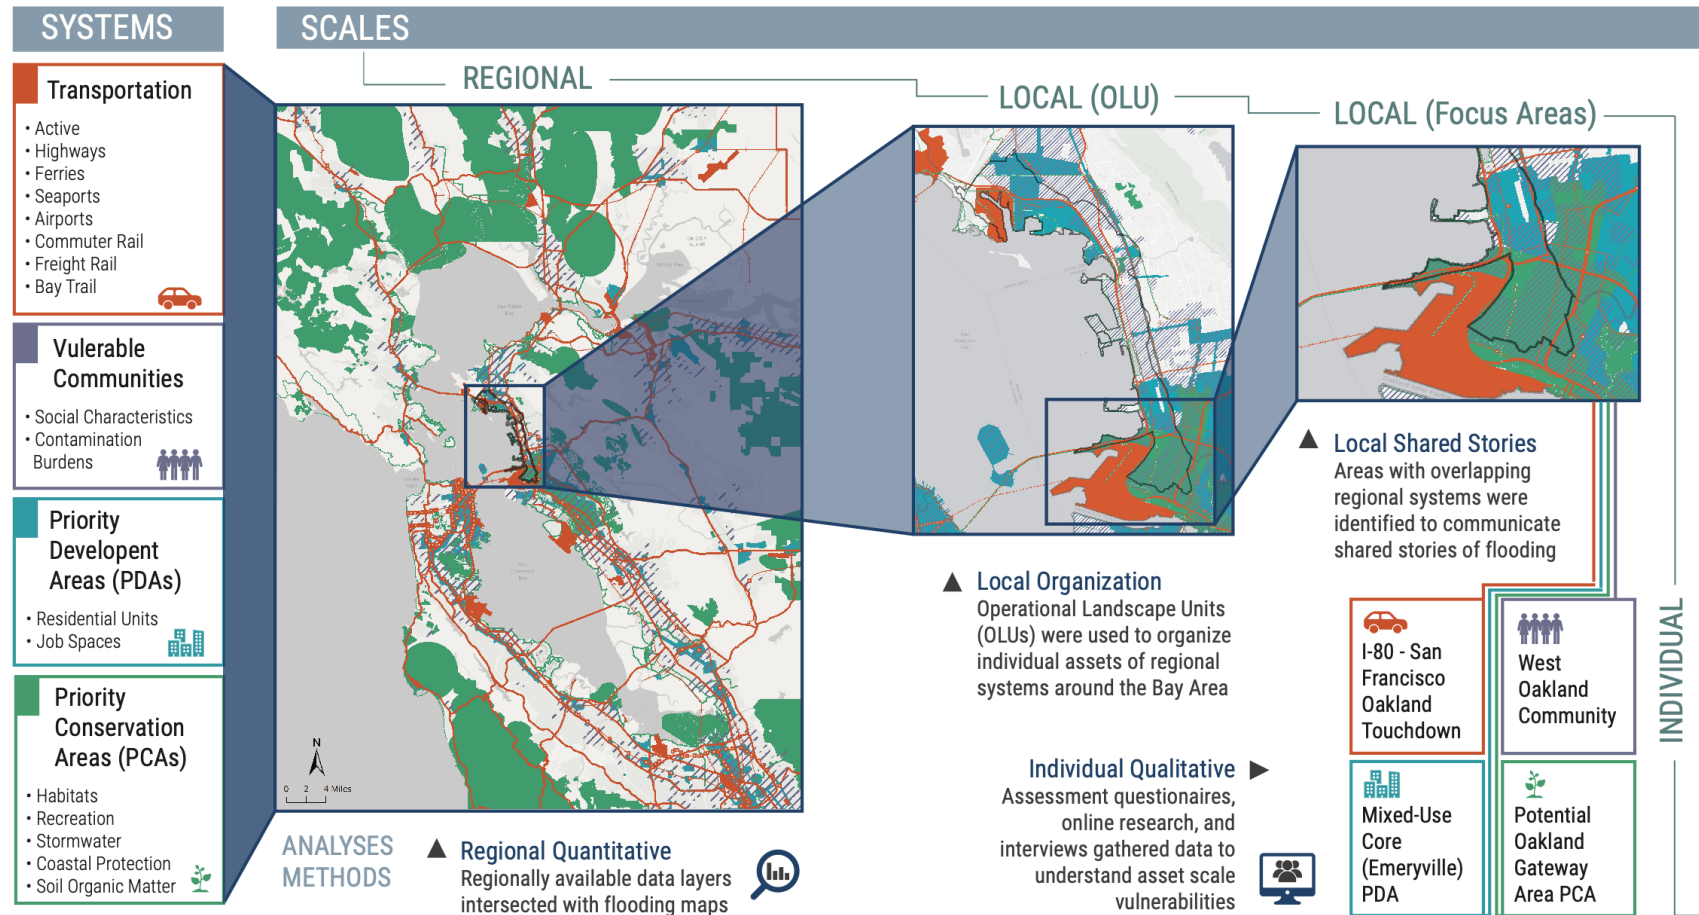 SYSTEMS
SCALES
Transportation
• Active
• Highways
• Ferries
• Seaports
• Airports
• Commuter Rail
• Freight Rail
• Bay Trail
Vulerable
Communities
• Social Characteristics
• Contamination
Burdens
Priority
Developent
Areas (PDAs)
• Residential Units
• Job Spaces
Priority
Conservation
Areas (PCAs)
• Habitats
• Recreation
• Stormwater
• Coastal Protection
• Soil Organic Matter
REGIONAL
LOCAL (OLU)
LOCAL (Focus Areas)
N
0 2 4 Miles
ANALYSES
METHODS
▲ Regional Quantitative
Regionally available data layers
intersected with flooding maps
▲ Local Organization
Operational Landscape Units
(OLUs) were used to organize
individual assets of regional
systems around the Bay Area
▲ Local Shared Stories
Areas with overlapping
regional systems were
identified to communicate
shared stories of flooding
Individual Qualitative ▶
Assessment questionaires,
online research, and
interviews gathered data to
understand asset scale
vulnerabilities
INDIVIDUAL
I-80 - San
Francisco
Oakland
Touchdown
West
Oakland
Community
Mixed-Use
Core
(Emeryville)
PDA
Potential
Oakland
Gateway
Area PCA